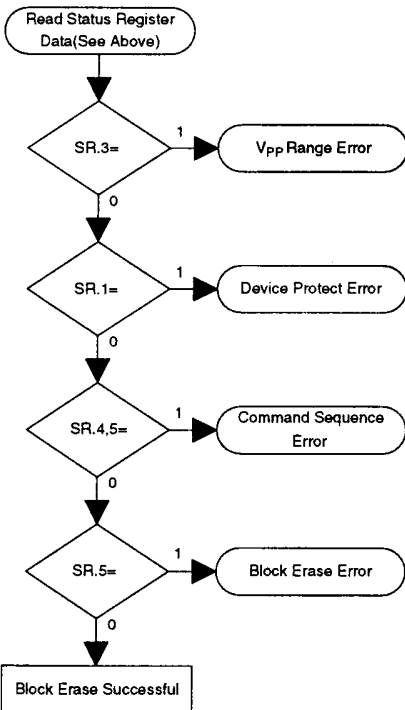 Read Status Register
Data(See Above)
SR.3=
1
VPP Range Error
0
SR.1=
1
Device Protect Error
0
SR.4,5=
1
Command Sequence
Error
0
SR.5=
1
Block Erase Error
0
Block Erase Successful